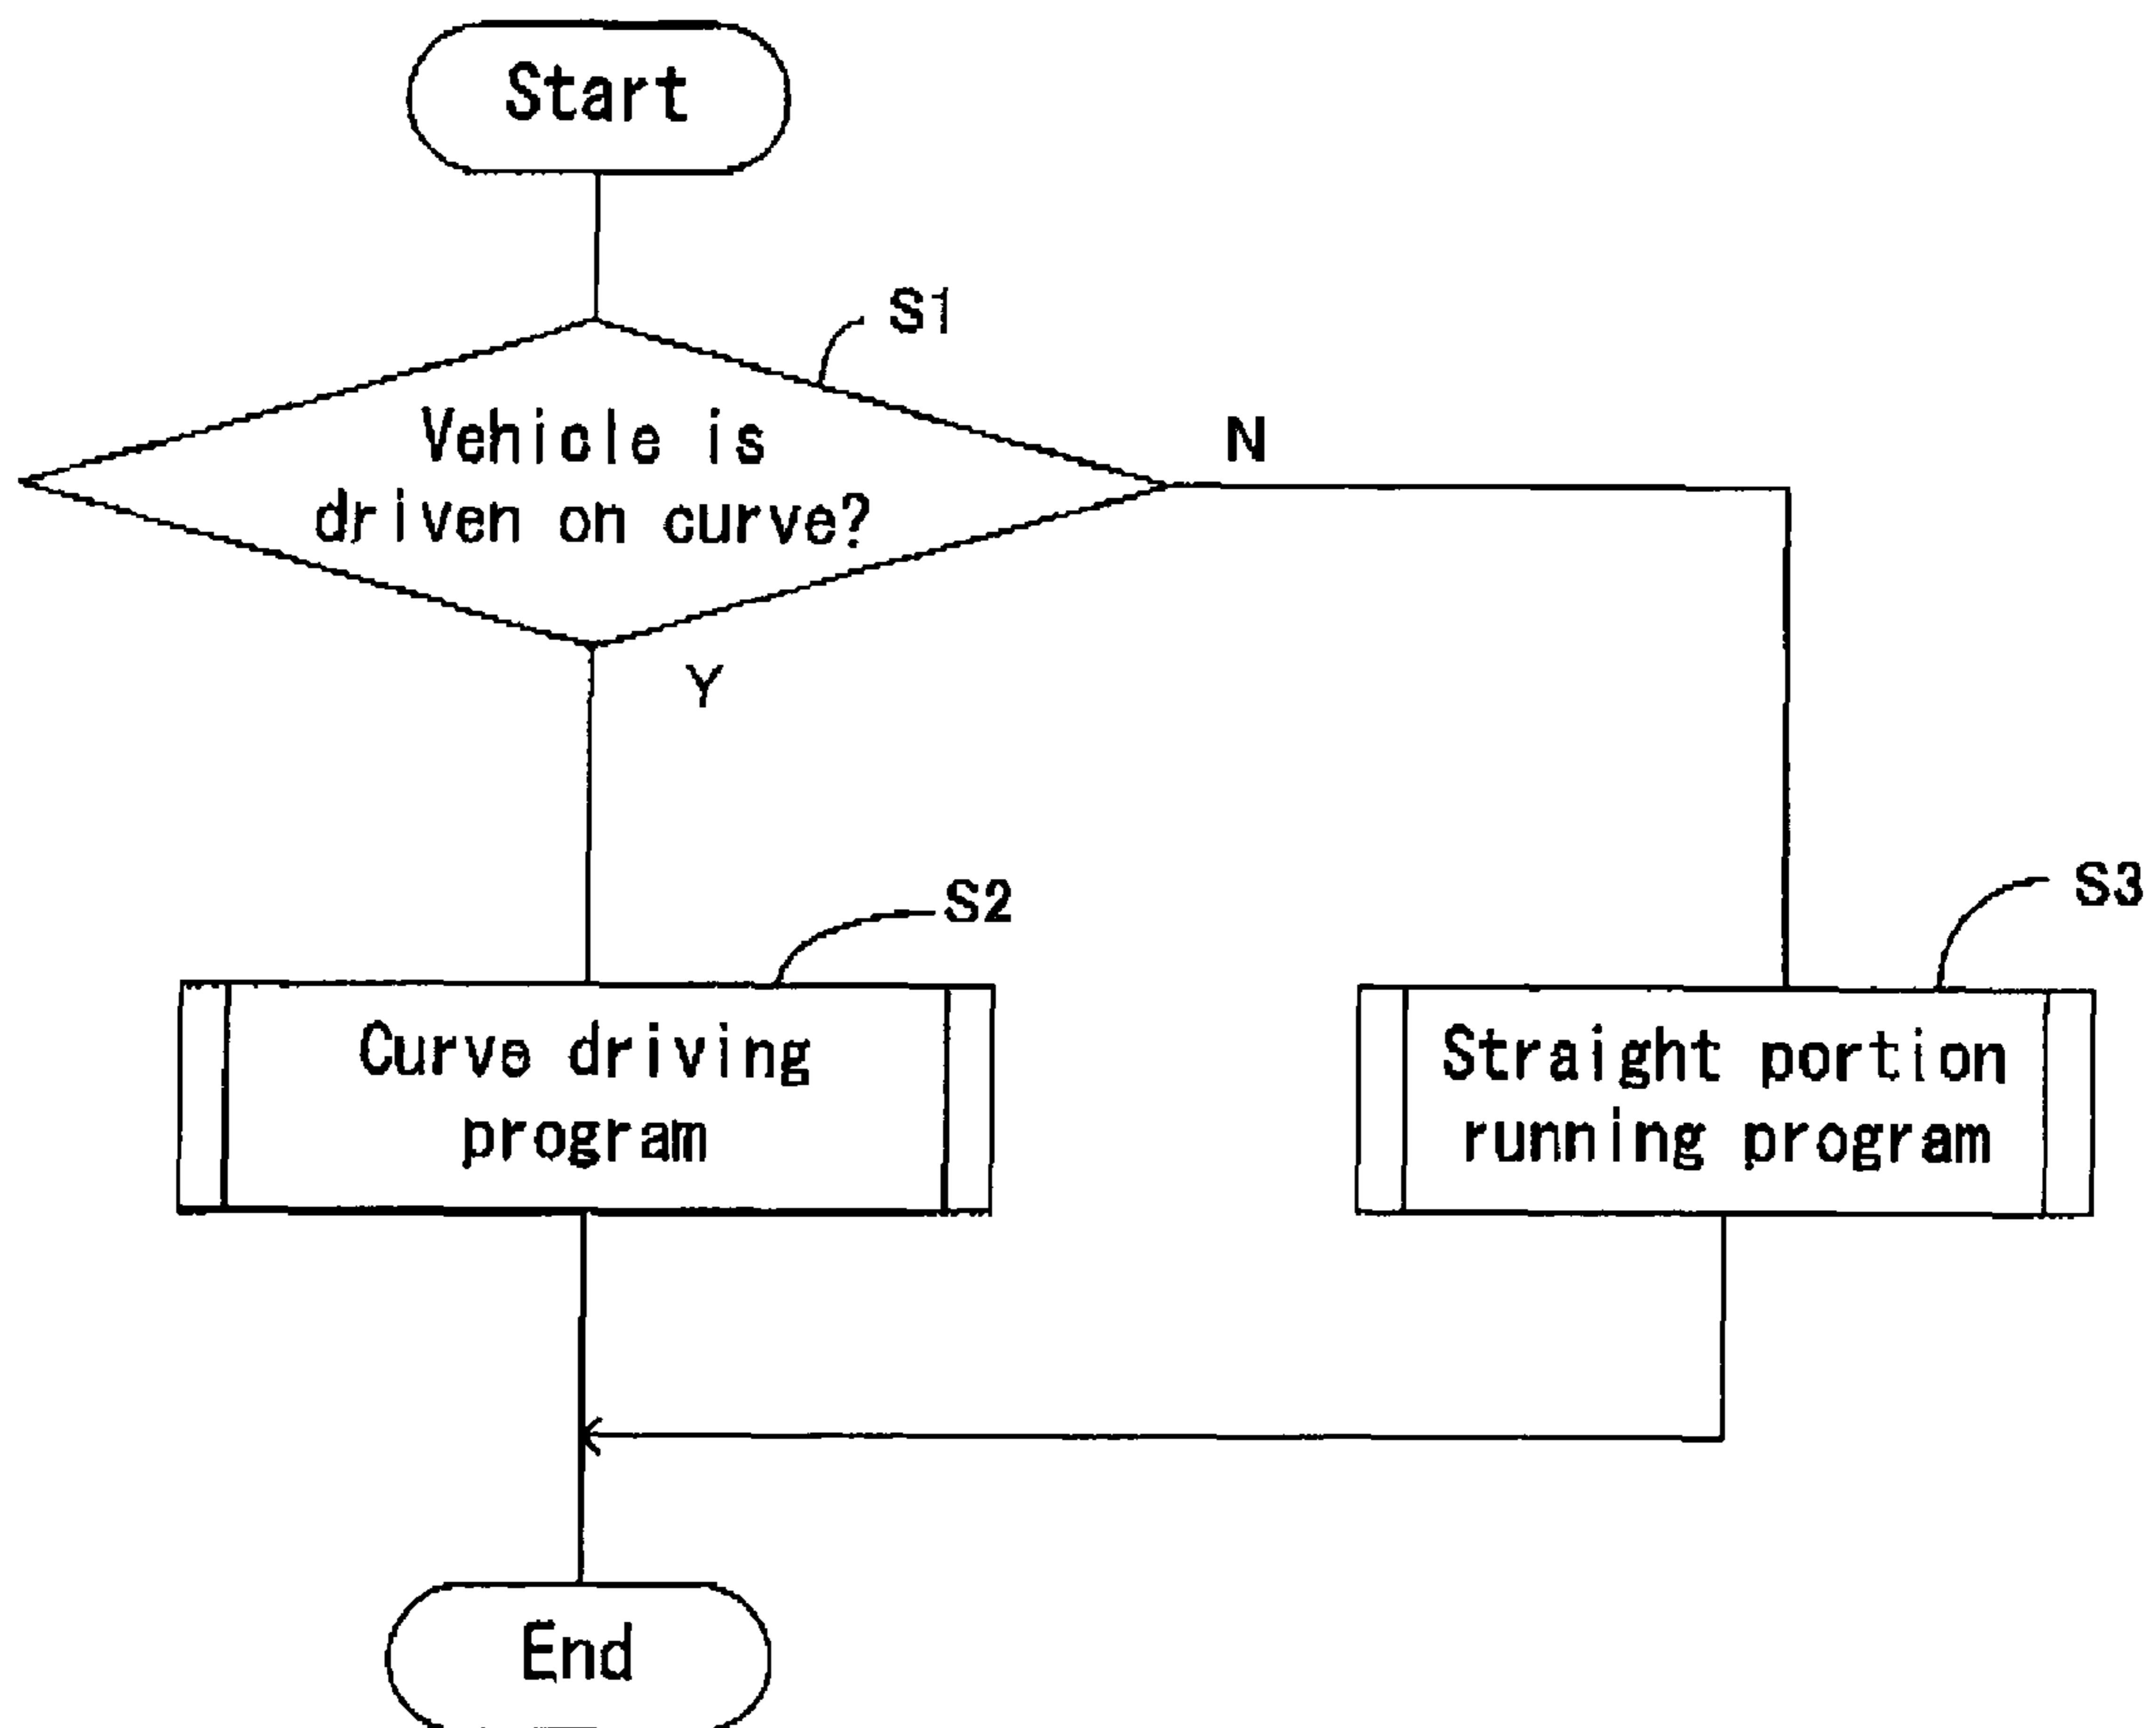 Start
S1
Vehicle is
driven on curve?
N
Y
S2
S3
Curve driving
program
Straight portion
running program
End